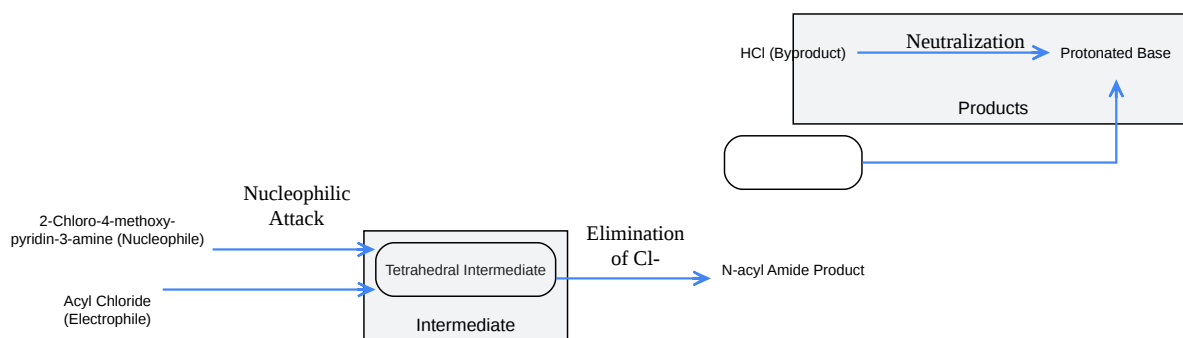 HCl (Byproduct)
Neutralization
Protonated Base
Products
Nucleophilic
Attack
2-Chloro-4-methoxy-
pyridin-3-amine (Nucleophile)
Acyl Chloride
(Electrophile)
Tetrahedral Intermediate
Intermediate
Elimination
of Cl-
N-acyl Amide Product